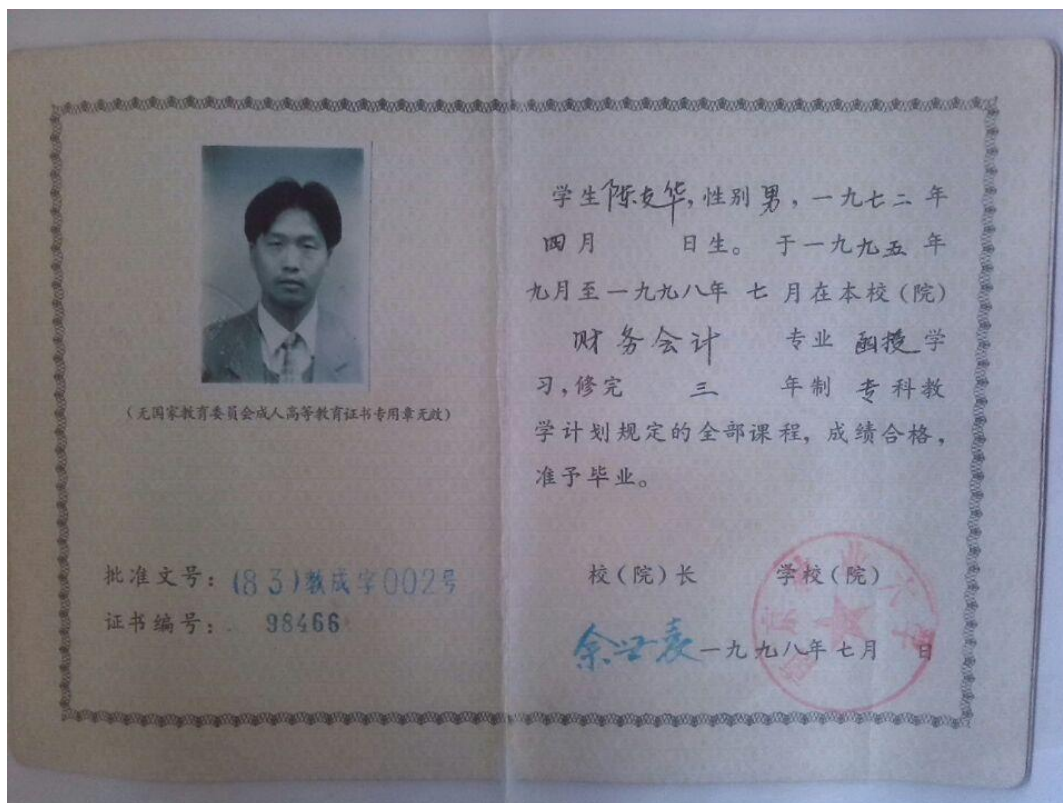 (无国家教育委员会成人高等教育证书专用章无效)
批准文号：(83)教成字002号
证书编号：98466
学生陈友华,性别男,一九七二年
四月 日生。于一九九五年
九月至一九九八年七月在本校(院)
财务会计 专业 函授学
习,修完 三 年制 专科教
学计划规定的全部课程,成绩合格,
准予毕业。
校(院)长 学校(院)
一九九八年七月 日